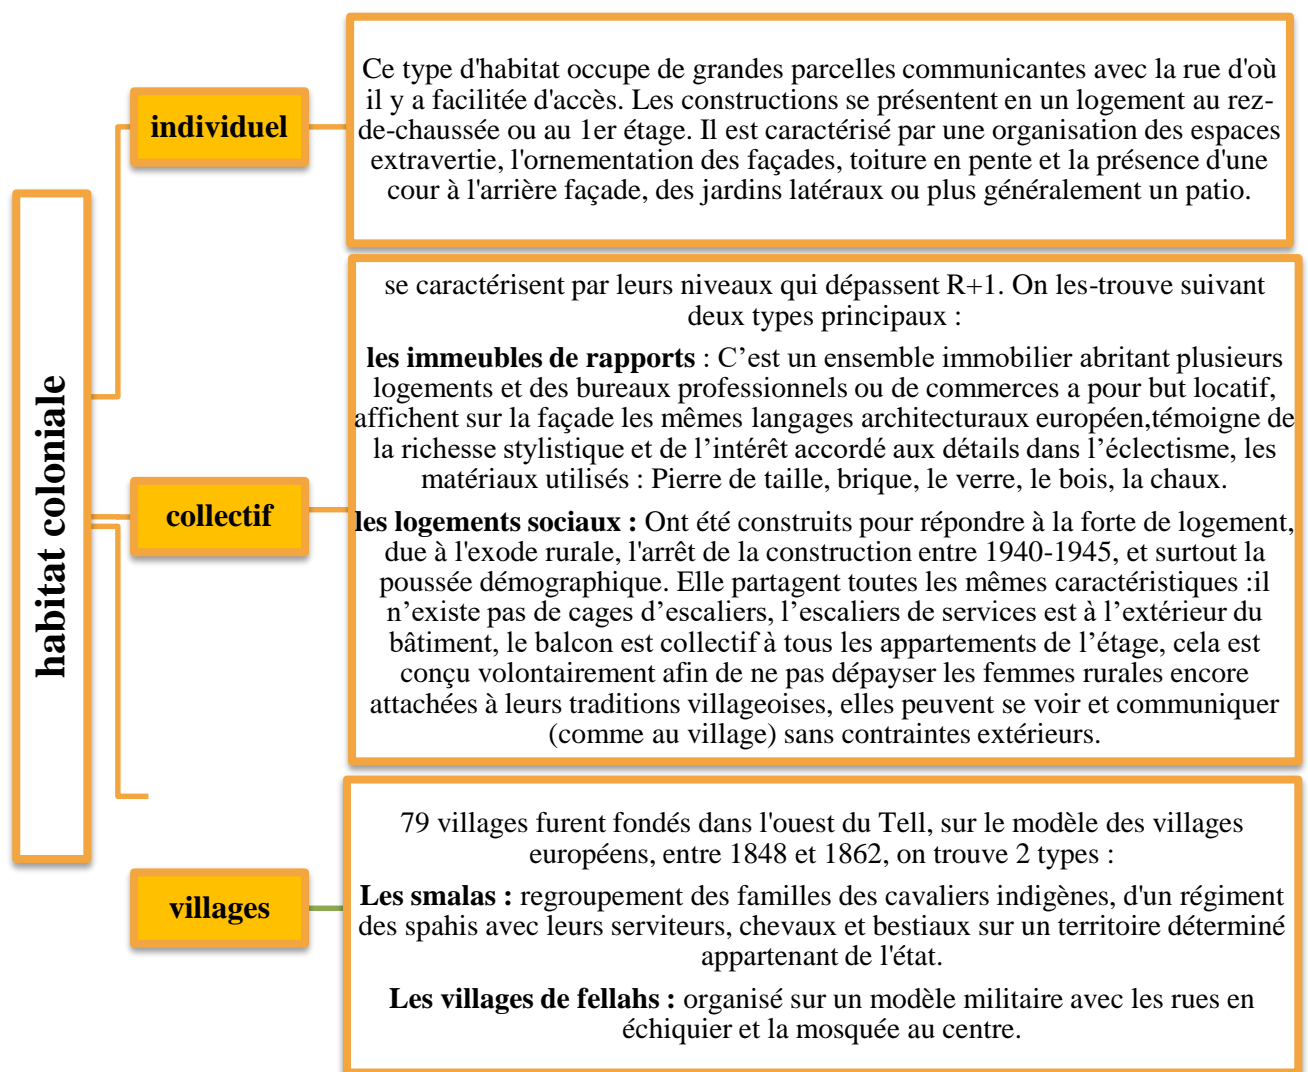 habitat coloniale
individuel
Ce type d'habitat occupe de grandes parcelles communicantes avec la rue d'où
il y a facilitée d'accès. Les constructions se présentent en un logement au rez-
de-chaussée ou au 1er étage. Il est caractérisé par une organisation des espaces
extravertie, l'ornementation des façades, toiture en pente et la présence d'une
cour à l'arrière façade, des jardins latéraux ou plus généralement un patio.
collectif
se caractérisent par leurs niveaux qui dépassent R+1. On les-trouve suivant
deux types principaux :
les immeubles de rapports : C’est un ensemble immobilier abritant plusieurs
logements et des bureaux professionnels ou de commerces a pour but locatif,
affichent sur la façade les mêmes langages architecturaux européen,témoigne de
la richesse stylistique et de l’intérêt accordé aux détails dans l’éclectisme, les
matériaux utilisés : Pierre de taille, brique, le verre, le bois, la chaux.
les logements sociaux : Ont été construits pour répondre à la forte de logement,
due à l'exode rurale, l'arrêt de la construction entre 1940-1945, et surtout la
poussée démographique. Elle partagent toutes les mêmes caractéristiques :il
n’existe pas de cages d’escaliers, l’escaliers de services est à l’extérieur du
bâtiment, le balcon est collectif à tous les appartements de l’étage, cela est
conçu volontairement afin de ne pas dépayser les femmes rurales encore
attachées à leurs traditions villageoises, elles peuvent se voir et communiquer
(comme au village) sans contraintes extérieurs.
villages
79 villages furent fondés dans l'ouest du Tell, sur le modèle des villages
européens, entre 1848 et 1862, on trouve 2 types :
Les smalas : regroupement des familles des cavaliers indigènes, d'un régiment
des spahis avec leurs serviteurs, chevaux et bestiaux sur un territoire déterminé
appartenant de l'état.
Les villages de fellahs : organisé sur un modèle militaire avec les rues en
échiquier et la mosquée au centre.